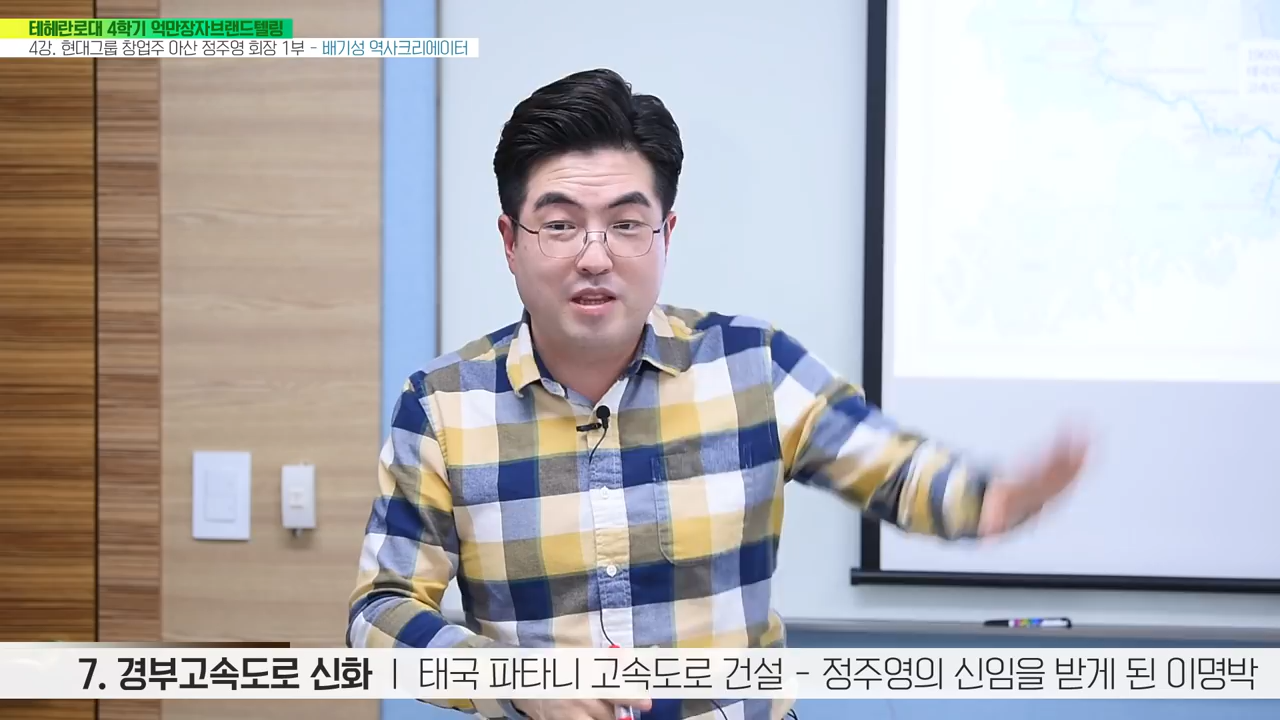 테헤란로대 4학기 억만장자브랜드텔링
4강. 현대그룹 창업주 아산 정주영 회장 1부 - 배기성 역사크리에이터
7. 경부고속도로 신화 | 태국 파타니 고속도로 건설 - 정주영의 신임을 받게 된 이명박